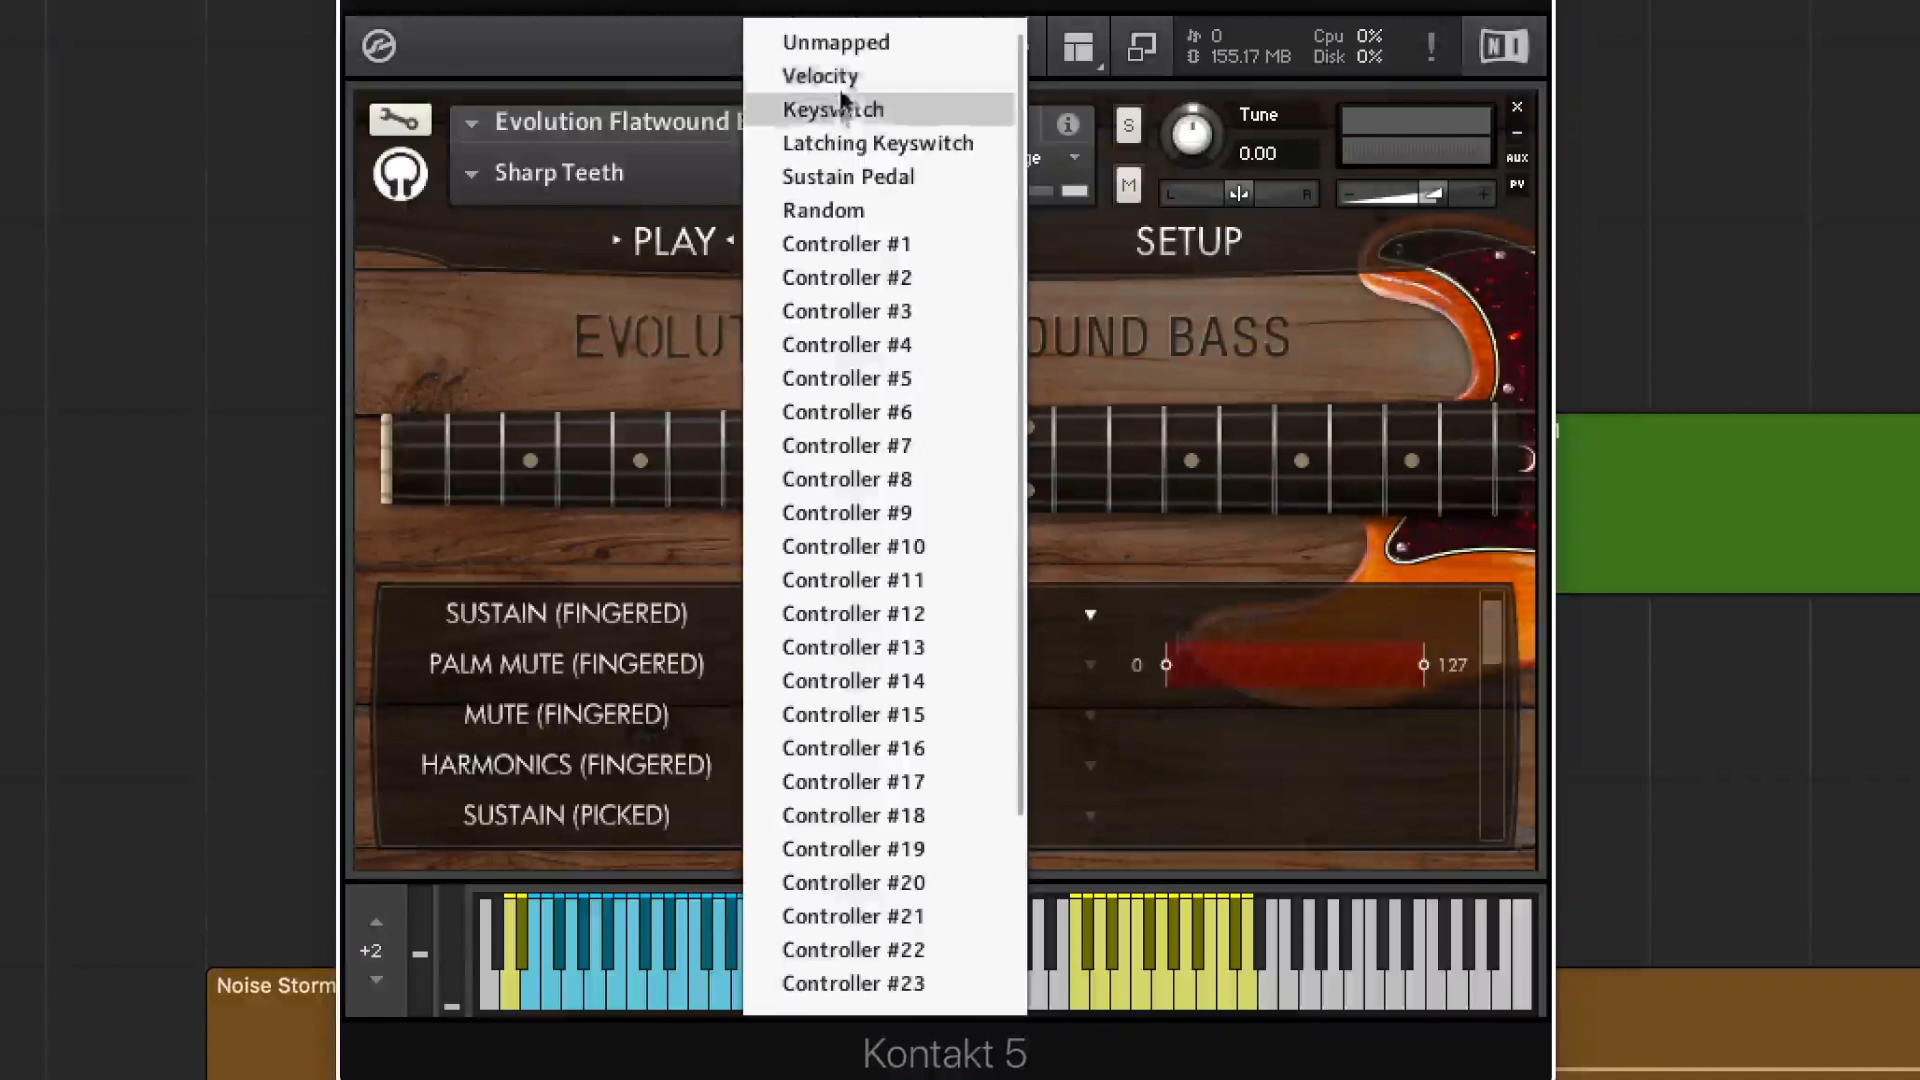 Unmapped
Velocity
Keyswitch
Latching Keyswitch
Sustain Pedal
Random
Controller #1
Controller #2
Controller #3
Controller #4
Controller #5
Controller #6
Controller #7
Controller #8
Controller #9
Controller #10
Controller #11
Controller #12
Controller #13
Controller #14
Controller #15
Controller #16
Controller #17
Controller #18
Controller #19
Controller #20
Controller #21
Controller #22
Controller #23
0
155.17 MB
Cpu 0%
Disk 0%
!
NI
Evolution Flatwound
Sharp Teeth
S
M
Tune
0.00
L
R
AUX
PV
PLAY
SETUP
EVOLUT
OUND BASS
SUSTAIN (FINGERED)
PALM MUTE (FINGERED)
0
127
MUTE (FINGERED)
HARMONICS (FINGERED)
SUSTAIN (PICKED)
+2
Noise Storm
Kontakt 5